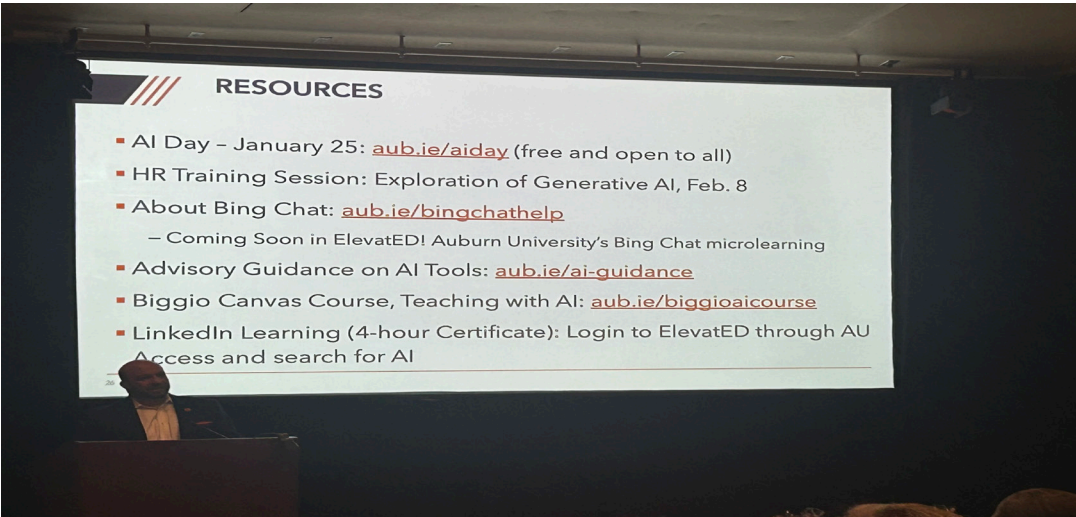 RESOURCES
▪ AI Day – January 25: aub.ie/aiday (free and open to all)
▪ HR Training Session: Exploration of Generative AI, Feb. 8
▪ About Bing Chat: aub.ie/bingchathelp
– Coming Soon in ElevatED! Auburn University's Bing Chat microlearning
▪ Advisory Guidance on AI Tools: aub.ie/ai-guidance
▪ Biggio Canvas Course, Teaching with AI: aub.ie/biggioaicourse
▪ LinkedIn Learning (4-hour Certificate): Login to ElevatED through AU
Access and search for AI
26